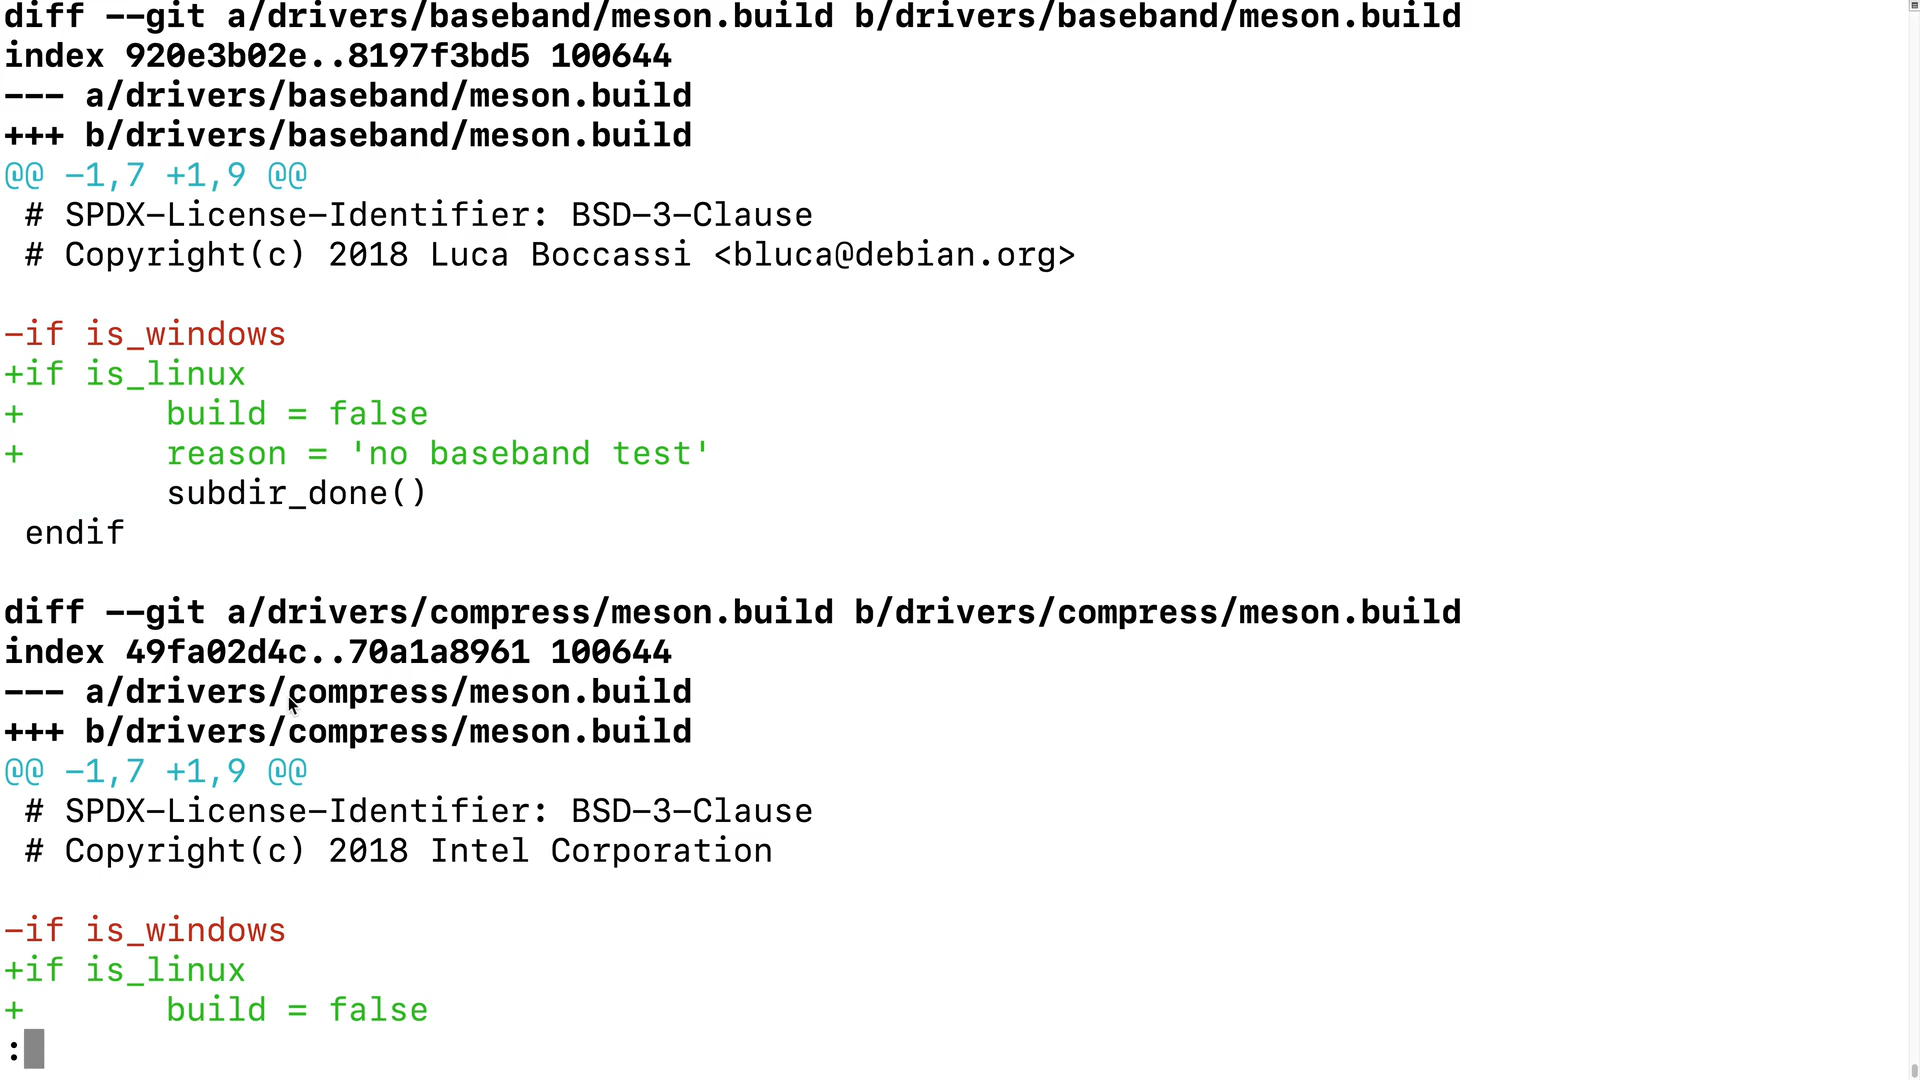 diff --git a/drivers/baseband/meson.build b/drivers/baseband/meson.build
index 920e3b02e..8197f3bd5 100644
--- a/drivers/baseband/meson.build
+++ b/drivers/baseband/meson.build
@@ -1,7 +1,9 @@
 # SPDX-License-Identifier: BSD-3-Clause
 # Copyright(c) 2018 Luca Boccassi <bluca@debian.org>

-if is_windows
+if is_linux
+       build = false
+       reason = 'no baseband test'
        subdir_done()
 endif

diff --git a/drivers/compress/meson.build b/drivers/compress/meson.build
index 49fa02d4c..70a1a8961 100644
--- a/drivers/compress/meson.build
+++ b/drivers/compress/meson.build
@@ -1,7 +1,9 @@
 # SPDX-License-Identifier: BSD-3-Clause
 # Copyright(c) 2018 Intel Corporation

-if is_windows
+if is_linux
+       build = false
: